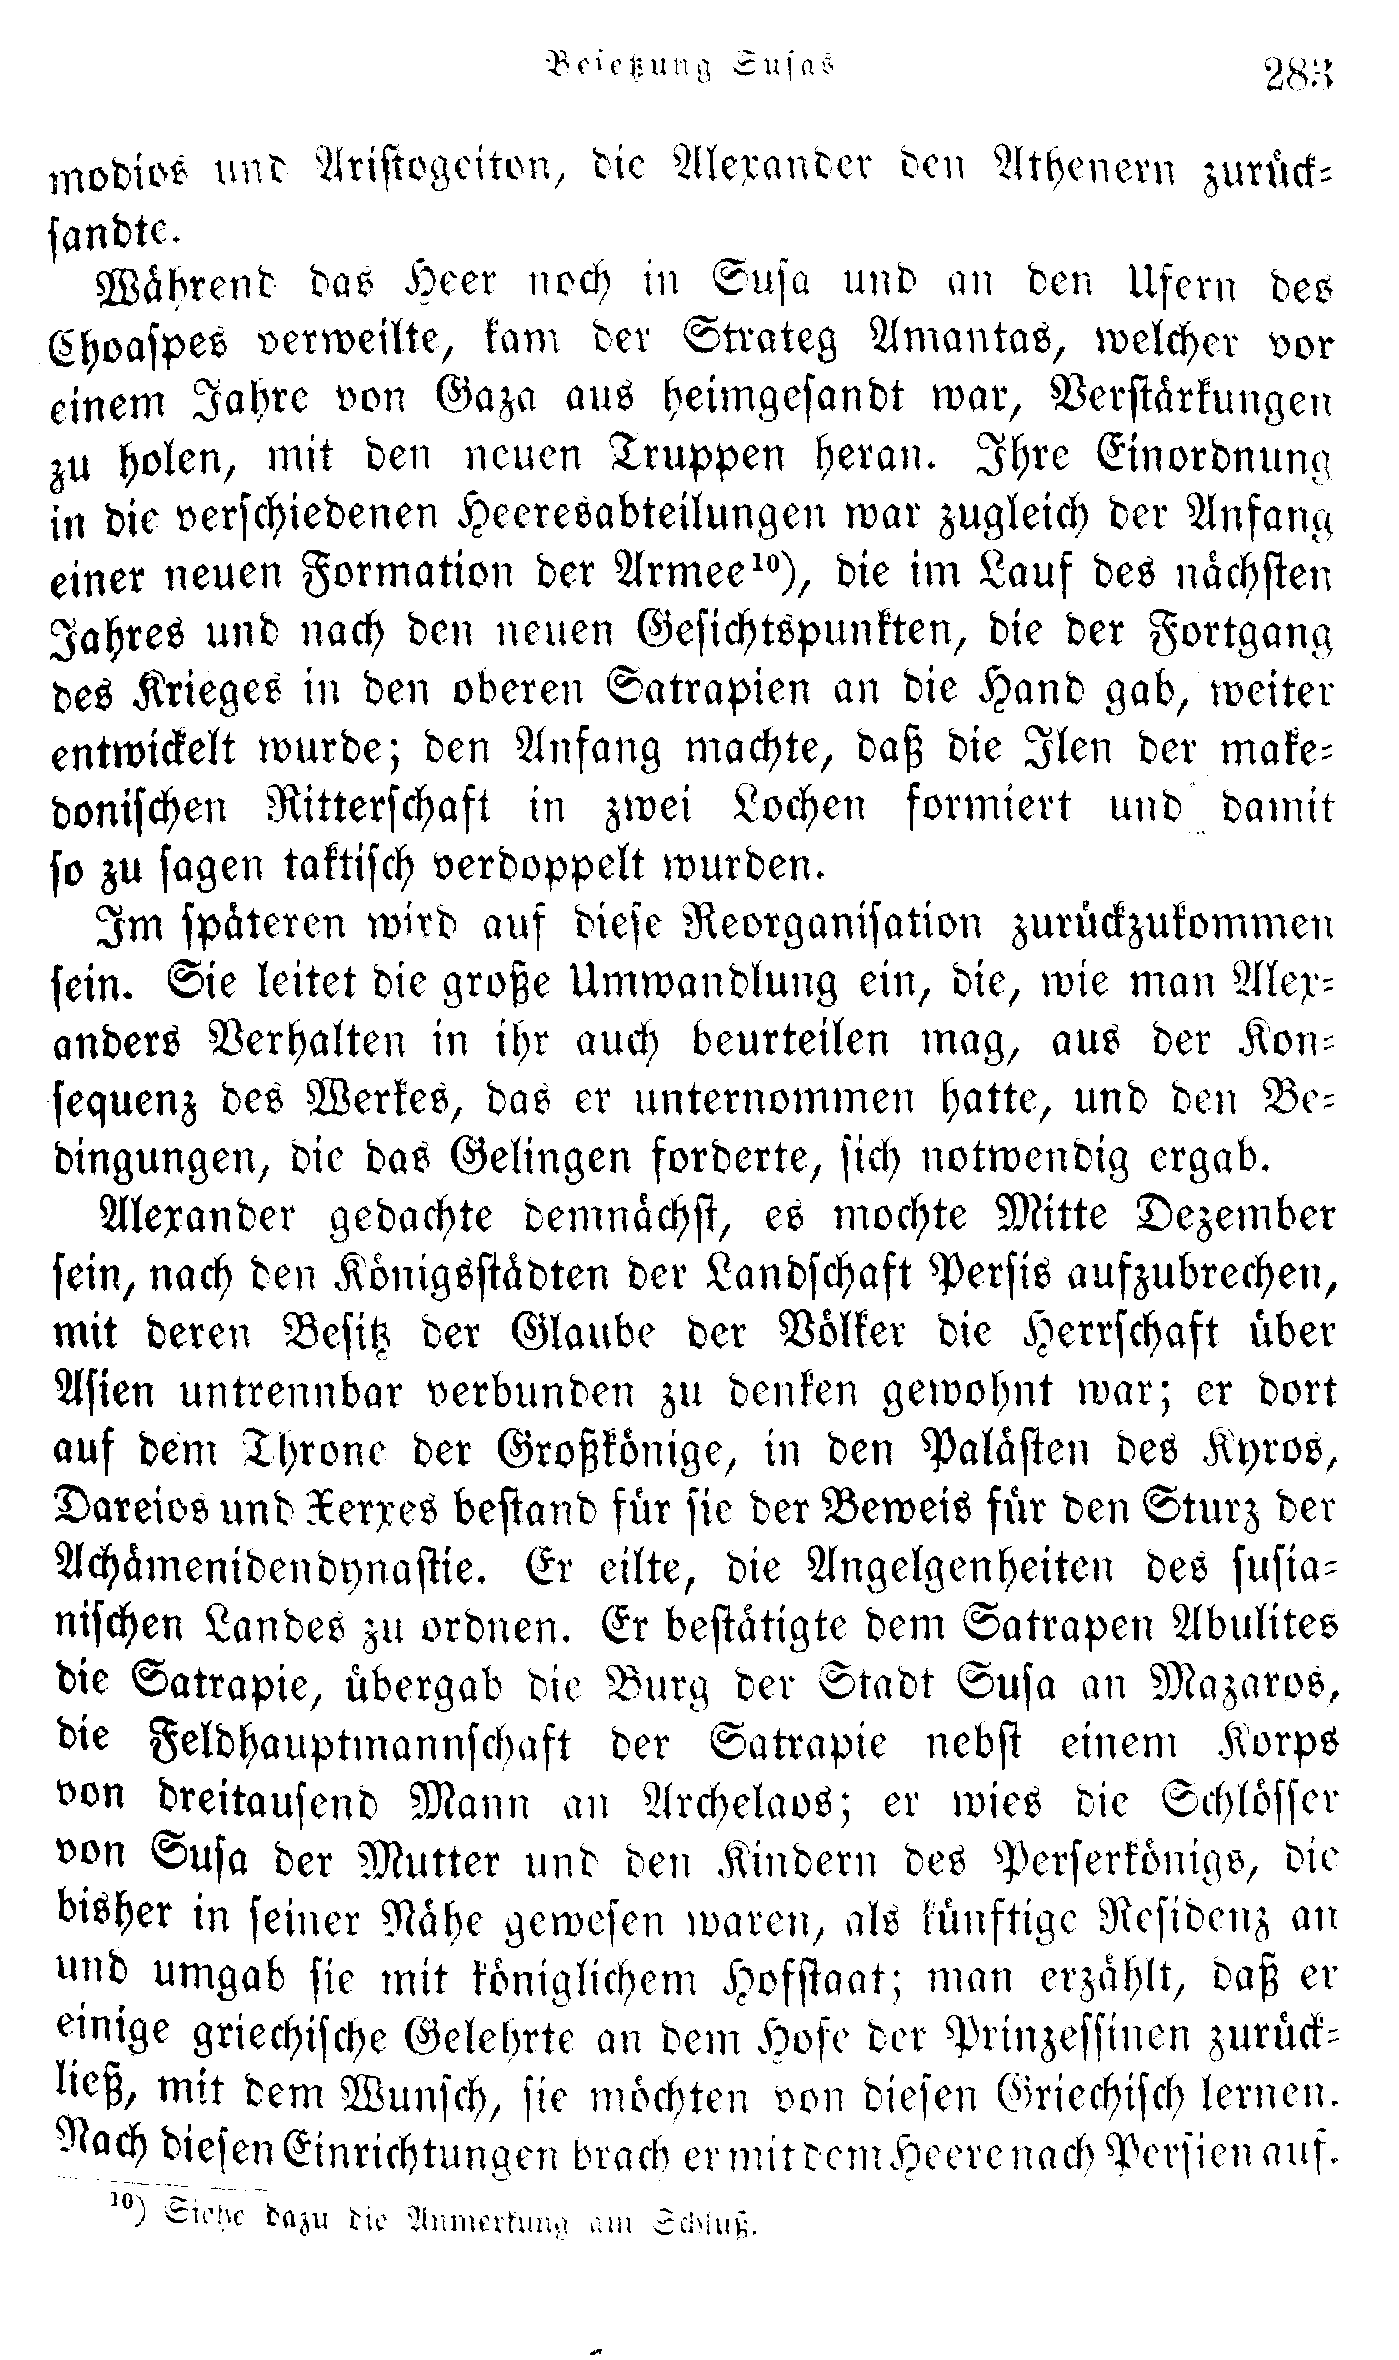 Besetzung Susas 283
modios und Aristogeiton, die Alexander den Athenern zurück-
sandte.
Während das Heer noch in Susa und an den Ufern des
Choaspes verweilte, kam der Strateg Amantas, welcher vor
einem Jahre von Gaza aus heimgesandt war, Verstärkungen
zu holen, mit den neuen Truppen heran. Ihre Einordnung
in die verschiedenen Heeresabteilungen war zugleich der Anfang
einer neuen Formation der Armee¹⁰), die im Lauf des nächsten
Jahres und nach den neuen Gesichtspunkten, die der Fortgang
des Krieges in den oberen Satrapien an die Hand gab, weiter
entwickelt wurde; den Anfang machte, daß die Ilen der make-
donischen Ritterschaft in zwei Lochen formiert und damit
so zu sagen taktisch verdoppelt wurden.
Im späteren wird auf diese Reorganisation zurückzukommen
sein. Sie leitet die große Umwandlung ein, die, wie man Alex-
anders Verhalten in ihr auch beurteilen mag, aus der Kon-
sequenz des Werkes, das er unternommen hatte, und den Be-
dingungen, die das Gelingen forderte, sich notwendig ergab.
Alexander gedachte demnächst, es mochte Mitte Dezember
sein, nach den Königsstädten der Landschaft Persis aufzubrechen,
mit deren Besitz der Glaube der Völker die Herrschaft über
Asien untrennbar verbunden zu denken gewohnt war; er dort
auf dem Throne der Großkönige, in den Palästen des Kyros,
Dareios und Xerxes bestand für sie der Beweis für den Sturz der
Achämenidendynastie. Er eilte, die Angelgenheiten des susia-
nischen Landes zu ordnen. Er bestätigte dem Satrapen Abulites
die Satrapie, übergab die Burg der Stadt Susa an Mazaros,
die Feldhauptmannschaft der Satrapie nebst einem Korps
von dreitausend Mann an Archelaos; er wies die Schlösser
von Susa der Mutter und den Kindern des Perserkönigs, die
bisher in seiner Nähe gewesen waren, als künftige Residenz an
und umgab sie mit königlichem Hofstaat; man erzählt, daß er
einige griechische Gelehrte an dem Hofe der Prinzessinen zurück-
ließ, mit dem Wunsch, sie möchten von diesen Griechisch lernen.
Nach diesen Einrichtungen brach er mit dem Heere nach Persien auf.
¹⁰) Siehe dazu die Anmerkung am Schluß.